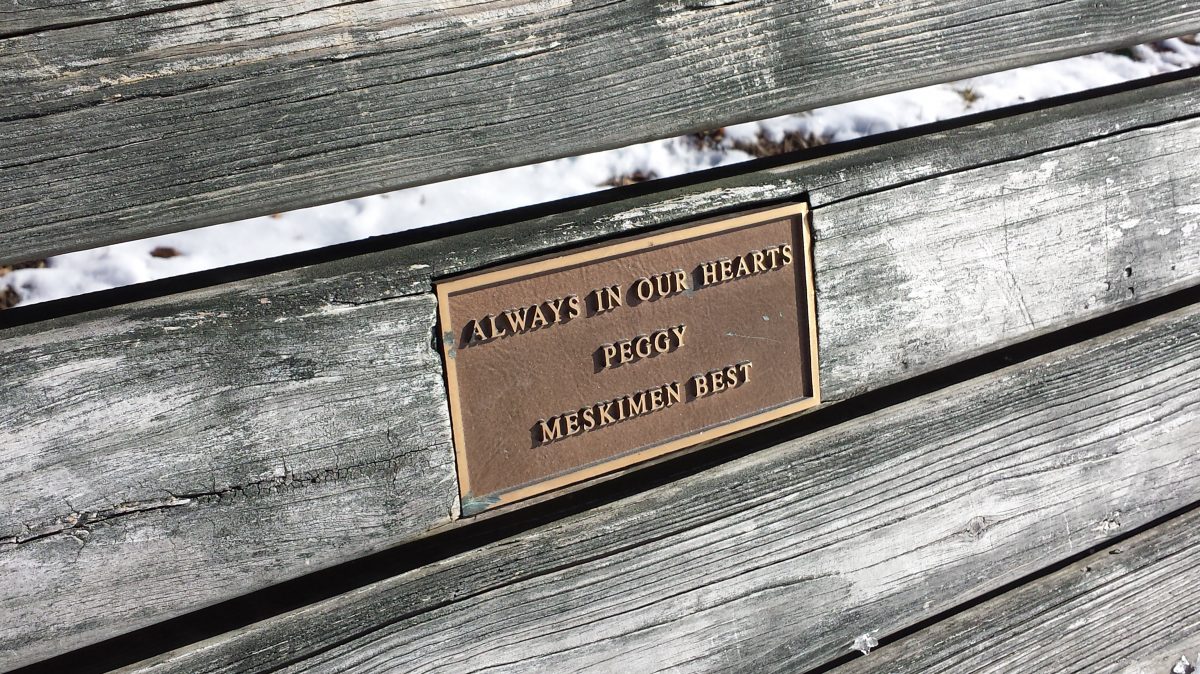 ALWAYS IN OUR HEARTS
PEGGY
MESKIMEN BEST